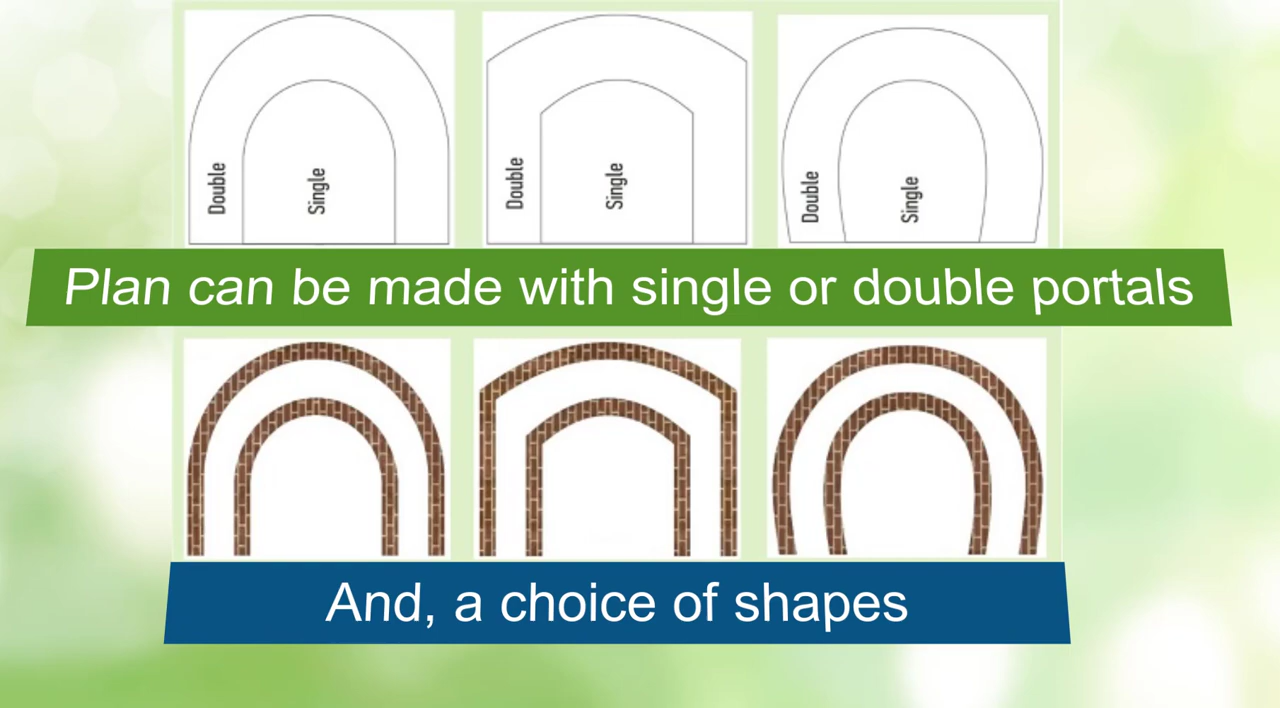 Double
Single
Double
Single
Double
Single
Plan can be made with single or double portals
And, a choice of shapes